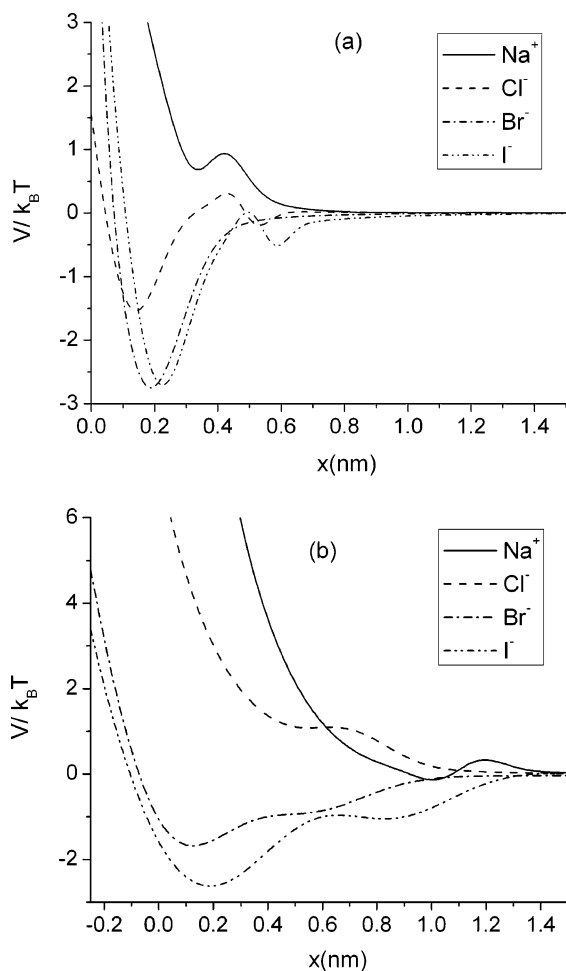 (a)
Na⁺
Cl⁻
Br⁻
I⁻
V/ k_BT
3
2
1
0
-1
-2
-3
0.0 0.2 0.4 0.6 0.8 1.0 1.2 1.4
x(nm)
(b)
Na⁺
Cl⁻
Br⁻
I⁻
V/ k_BT
6
4
2
0
-2
-0.2 0.0 0.2 0.4 0.6 0.8 1.0 1.2 1.4
x(nm)